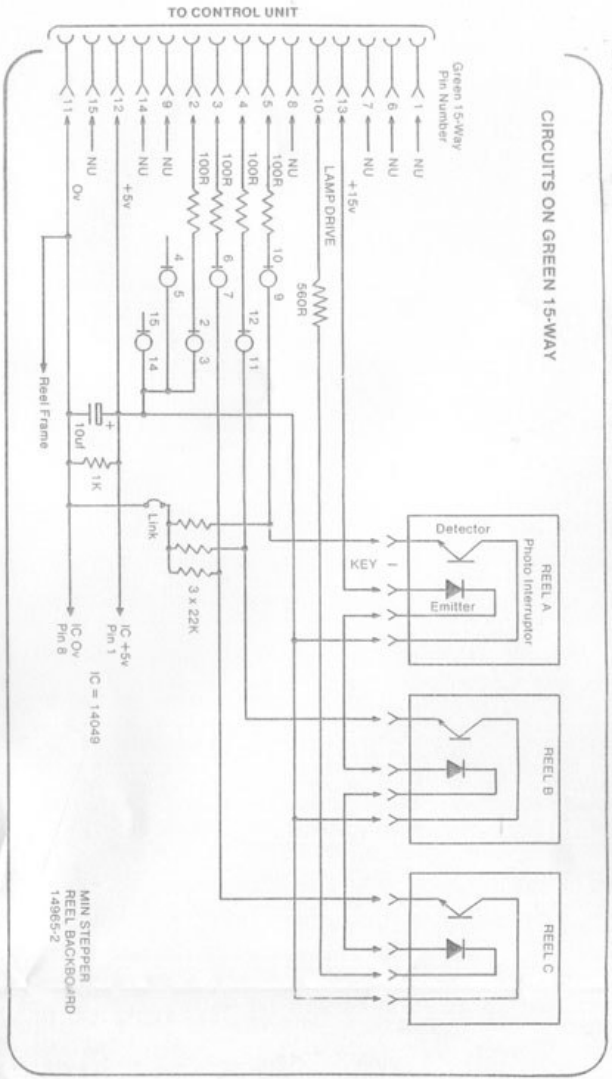 TO CONTROL UNIT
CIRCUITS ON GREEN 15-WAY
Green 15-Way
Pin Number
1
6
7
13
10
8
5
4
3
2
9
14
12
15
11
NU
NU
NU
+15v
LAMP DRIVE
560R
NU
100R
100R
100R
100R
NU
NU
+5v
NU
Ov
10
9
12
11
6
7
2
3
4
5
15
14
Reel Frame
+
10uf
1K
Link
3 x 22K
IC +5v
Pin 1
IC Ov
Pin 8
IC = 14049
KEY
REEL A
Photo Interruptor
Detector
Emitter
REEL B
REEL C
MIN STEPPER
REEL BACKBOARD
14965-2